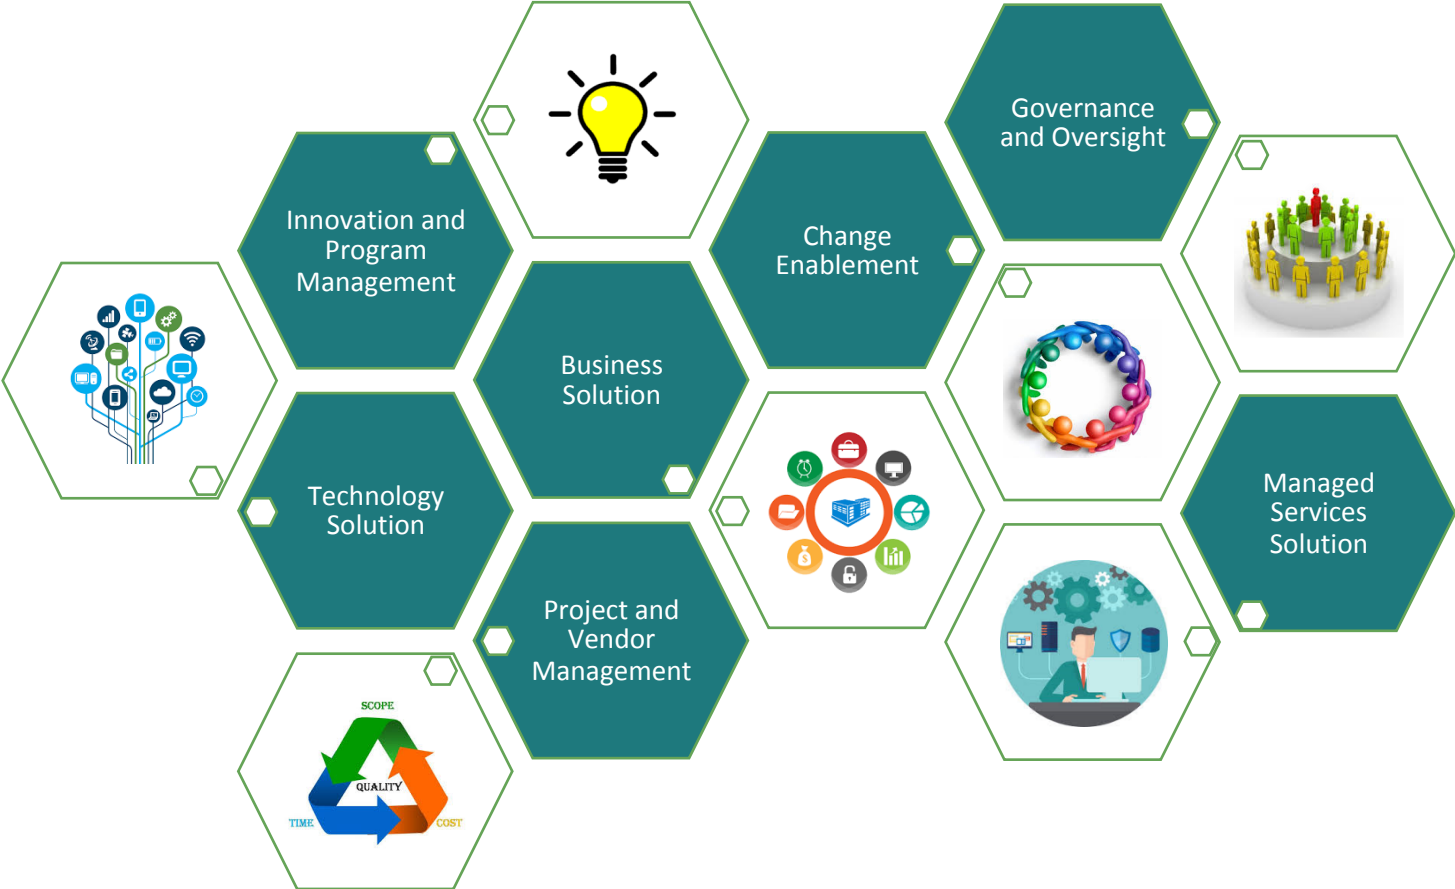 Governance
and Oversight
Innovation and
Program
Management
Change
Enablement
Business
Solution
Technology
Solution
Managed
Services
Solution
Project and
Vendor
Management
SCOPE
QUALITY
TIME
COST